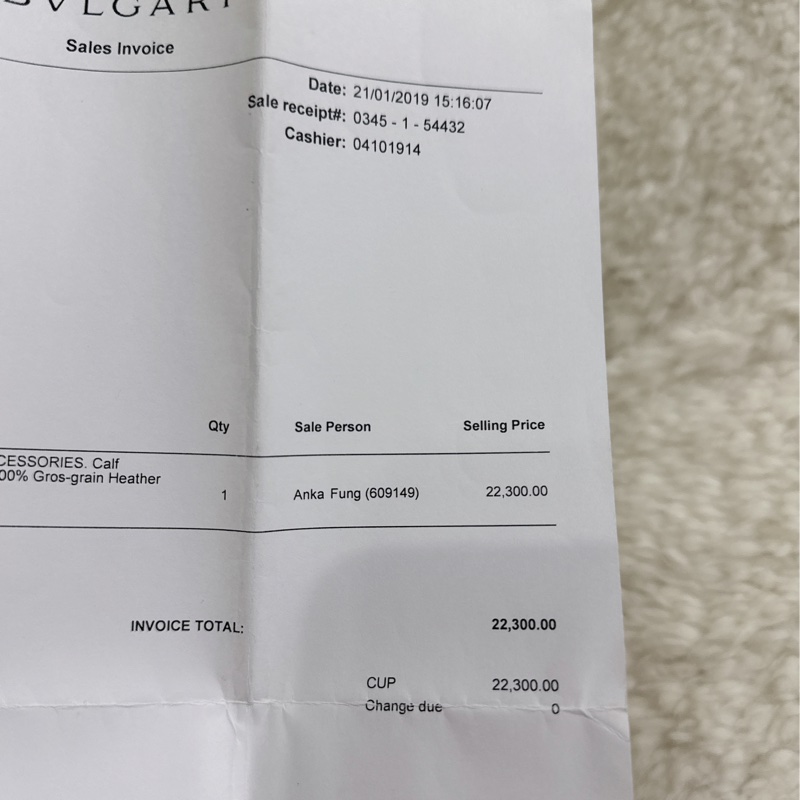 BVLGARI
Sales Invoice
Date: 21/01/2019 15:16:07
Sale receipt#: 0345 - 1 - 54432
Cashier: 04101914
Qty Sale Person Selling Price
CESSORIES. Calf
00% Gros-grain Heather
1 Anka Fung (609149) 22,300.00
INVOICE TOTAL: 22,300.00
CUP 22,300.00
Change due 0